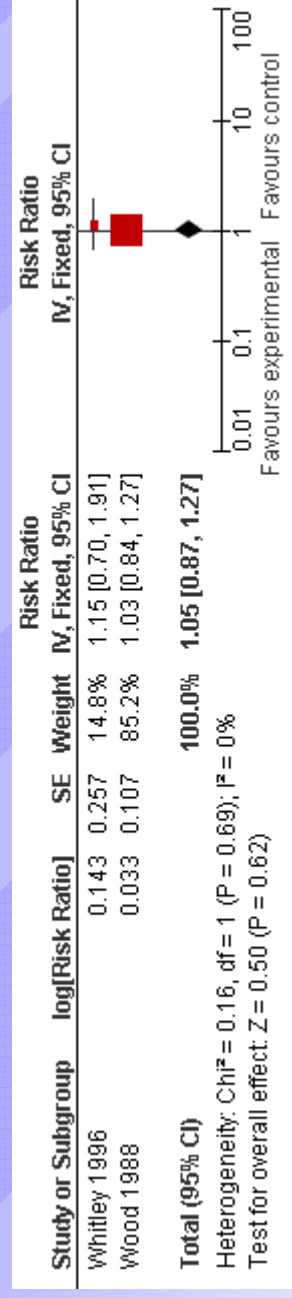 Risk Ratio Risk Ratio
Study or Subgroup log[Risk Ratio] SE Weight IV, Fixed, 95% CI IV, Fixed, 95% CI
Whitley 1996 0.143 0.257 14.8% 1.15 [0.70, 1.91]
Wood 1988 0.033 0.107 85.2% 1.03 [0.84, 1.27]
Total (95% CI) 100.0% 1.05 [0.87, 1.27]
Heterogeneity: Chi² = 0.16, df = 1 (P = 0.69); I² = 0%
Test for overall effect: Z = 0.50 (P = 0.62)
0.01 0.1 1 10 100
Favours experimental Favours control